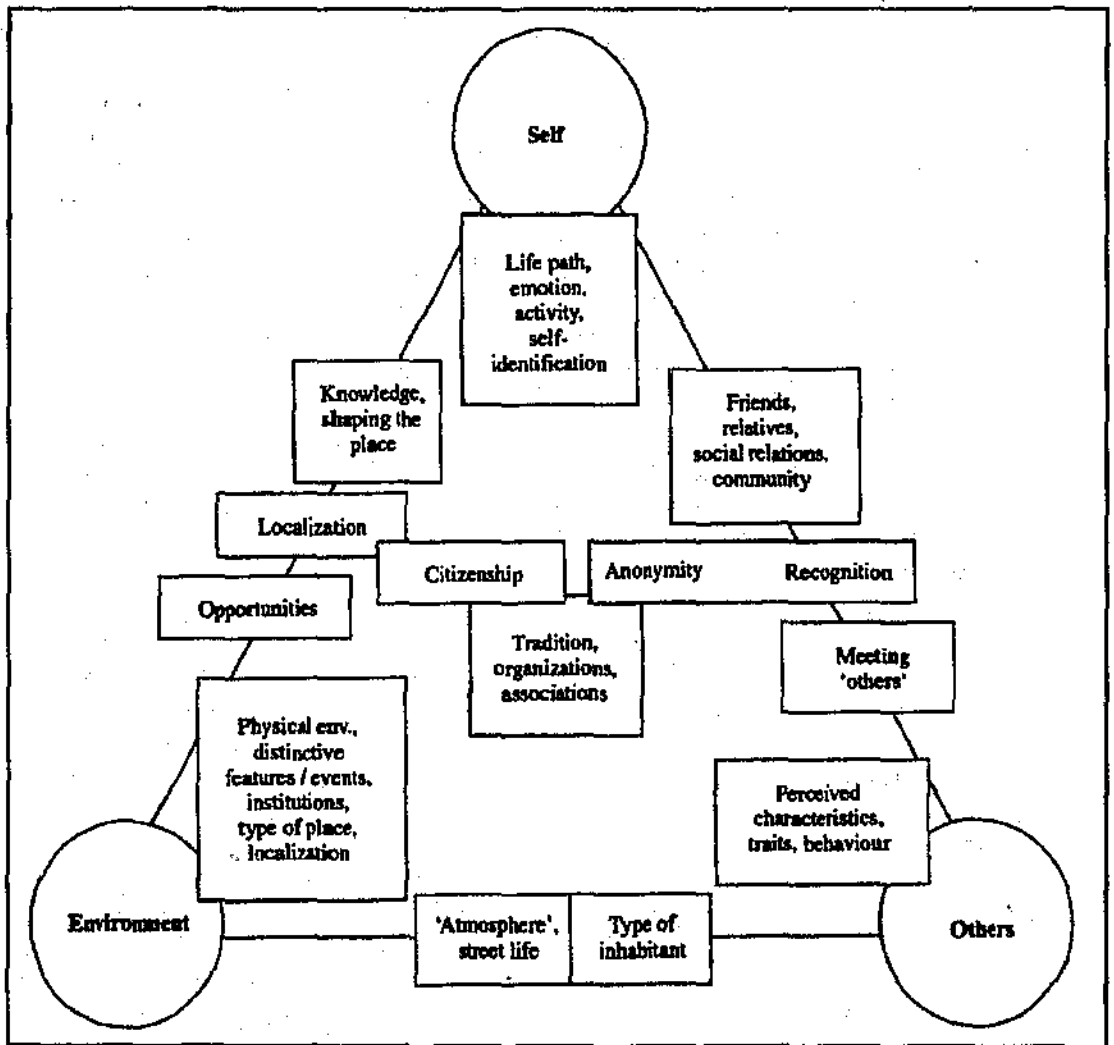 Self
Life path,
emotion,
activity,
self-
identification
Knowledge,
shaping the
place
Friends,
relatives,
social relations,
community
Localization
Citizenship
Anonymity
Recognition
Opportunities
Tradition,
organizations,
associations
Meeting
'others'
Physical env.,
distinctive
features / events,
institutions,
type of place,
localization
Perceived
characteristics,
traits, behaviour
Environment
'Atmosphere',
street life
Type of
inhabitant
Others